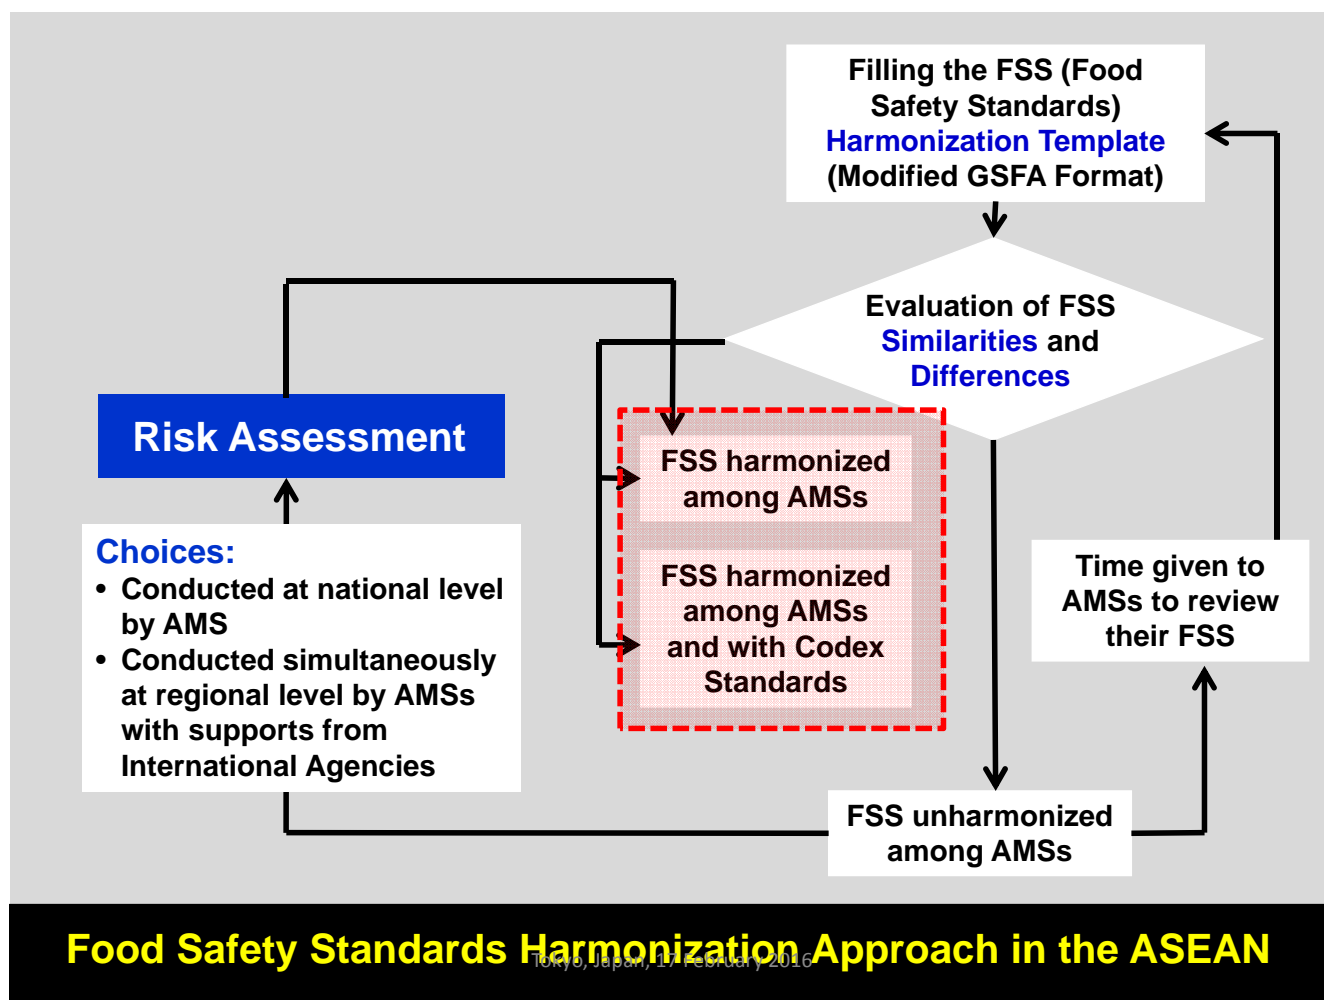 Filling the FSS (Food
Safety Standards)
Harmonization Template
(Modified GSFA Format)
Evaluation of FSS
Similarities and
Differences
Risk Assessment
FSS harmonized
among AMSs
Choices:
• Conducted at national level
by AMS
• Conducted simultaneously
at regional level by AMSs
with supports from
International Agencies
FSS harmonized
among AMSs
and with Codex
Standards
Time given to
AMSs to review
their FSS
FSS unharmonized
among AMSs
Food Safety Standards Harmonization Approach in the ASEAN
Tokyo, Japan, 17 February 2016